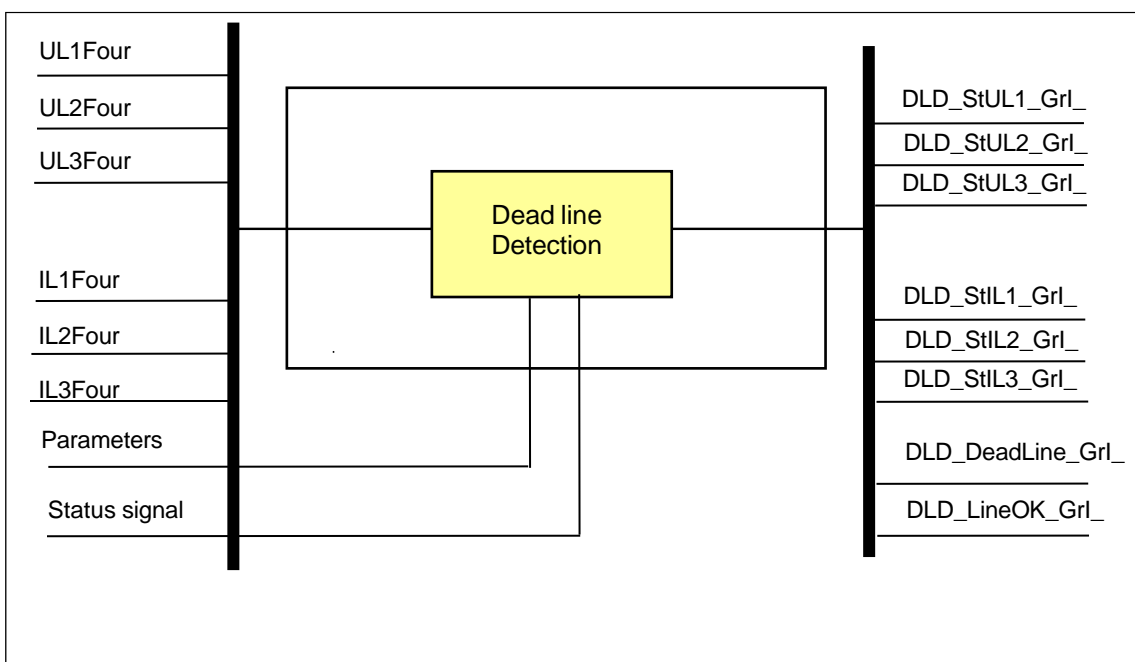 UL1Four
UL2Four
UL3Four
IL1Four
IL2Four
IL3Four
Parameters
Status signal
Dead line
Detection
DLD_StUL1_GrI_
DLD_StUL2_GrI_
DLD_StUL3_GrI_
DLD_StIL1_GrI_
DLD_StIL2_GrI_
DLD_StIL3_GrI_
DLD_DeadLine_GrI_
DLD_LineOK_GrI_